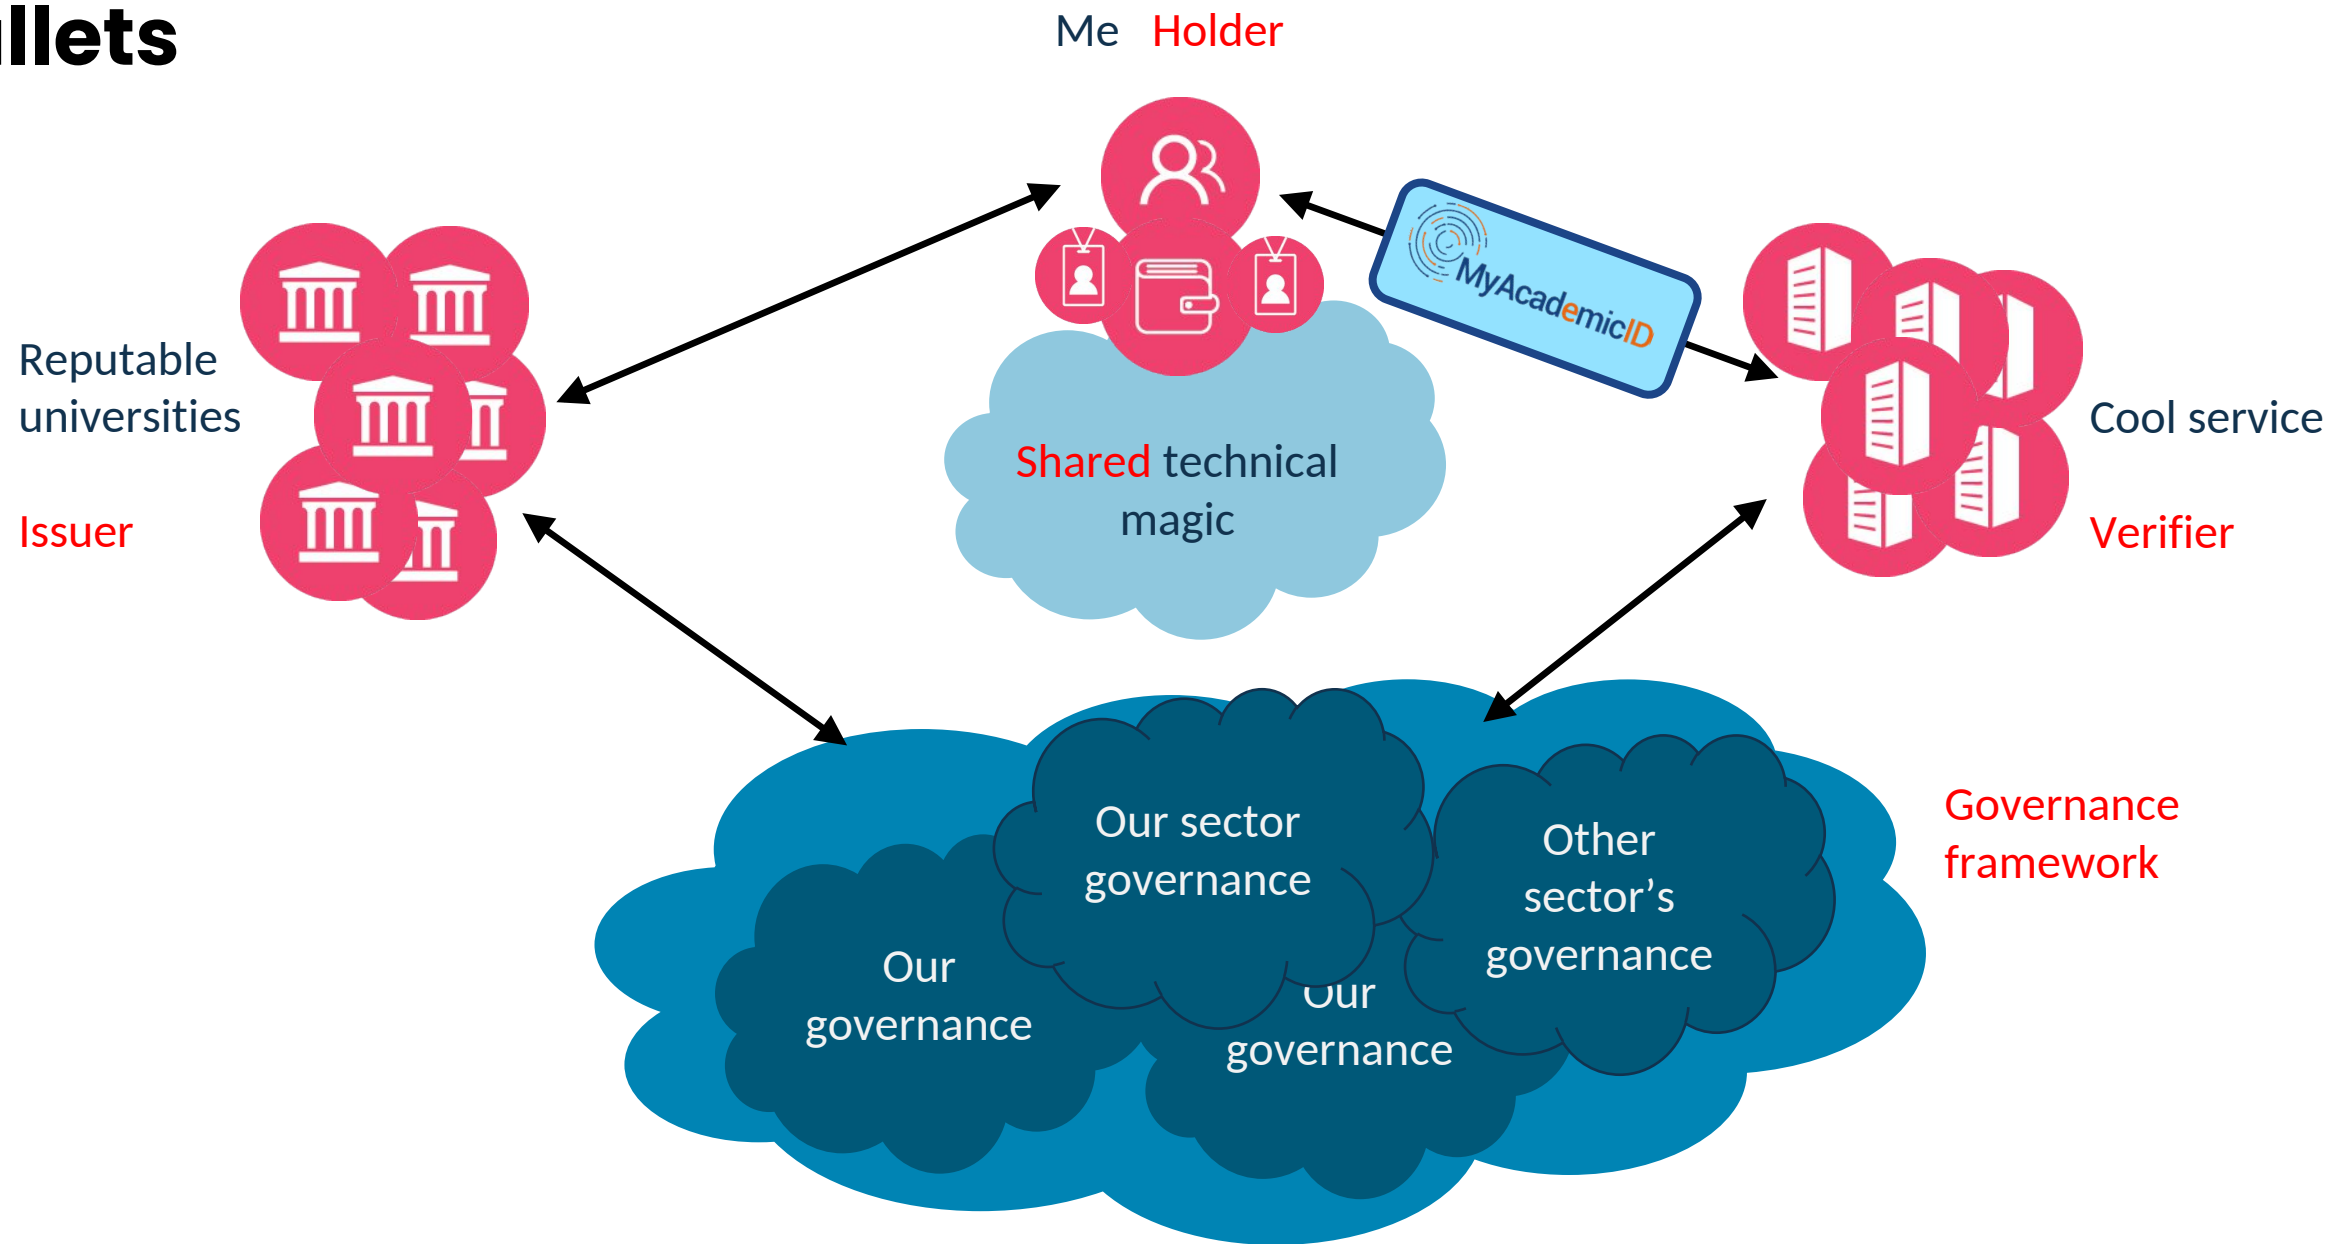 Me Holder
MyAcademicID
Reputable
universities
Issuer
Shared technical
magic
Cool service
Verifier
Governance
framework
Our sector
governance
Other
sector’s
governance
Our
governance
Our
governance